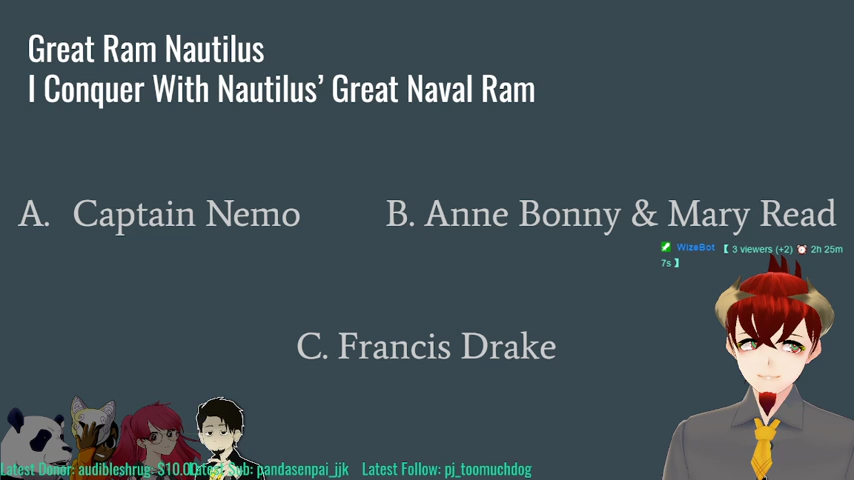 Great Ram Nautilus
I Conquer With Nautilus’ Great Naval Ram
A. Captain Nemo
B. Anne Bonny & Mary Read
WizeBot 【 3 viewers (+2) ⏰ 2h 25m
7s 】
C. Francis Drake
Latest Donor: audibleshrug: $10.00
Latest Sub: pandasenpai_jjk
Latest Follow: pj_toomuchdog